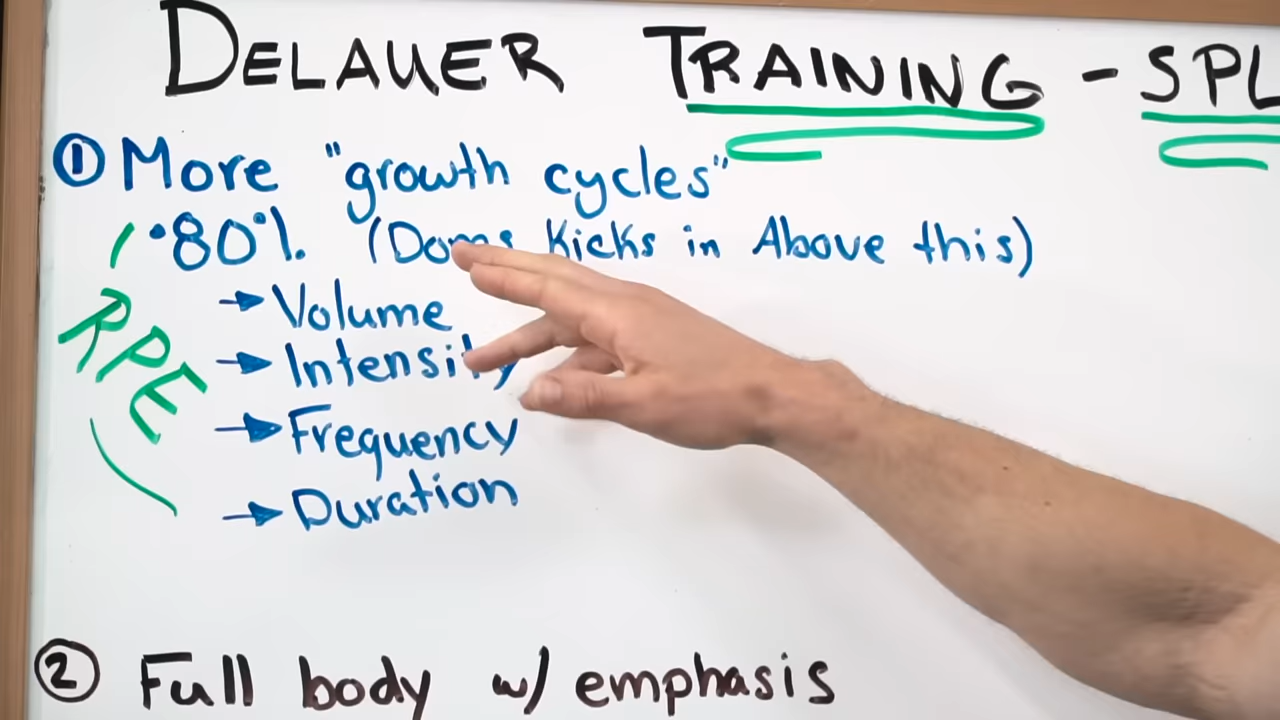 DELAUER TRAINING - SPL
① More "growth cycles"
•80%. (Doms Kicks in Above this)
→ Volume
→ Intensity
→ Frequency
→ Duration
RPE
② Full body w/ emphasis